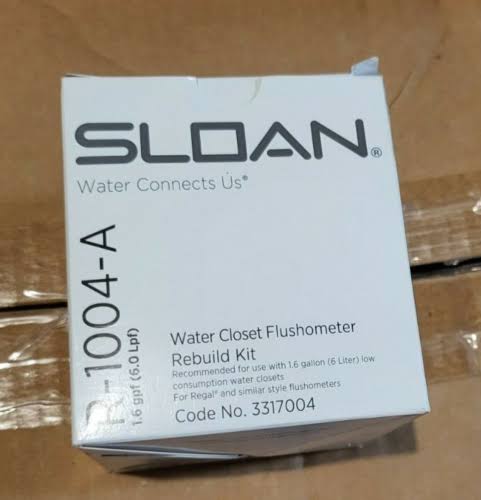 SLOAN®
Water Connects Us®
R-1004-A
1.6 gpf (6.0 Lpf)
Water Closet Flushometer
Rebuild Kit
Recommended for use with 1.6 gallon (6 Liter) low
consumption water closets
For Regal® and similar style flushometers
Code No. 3317004